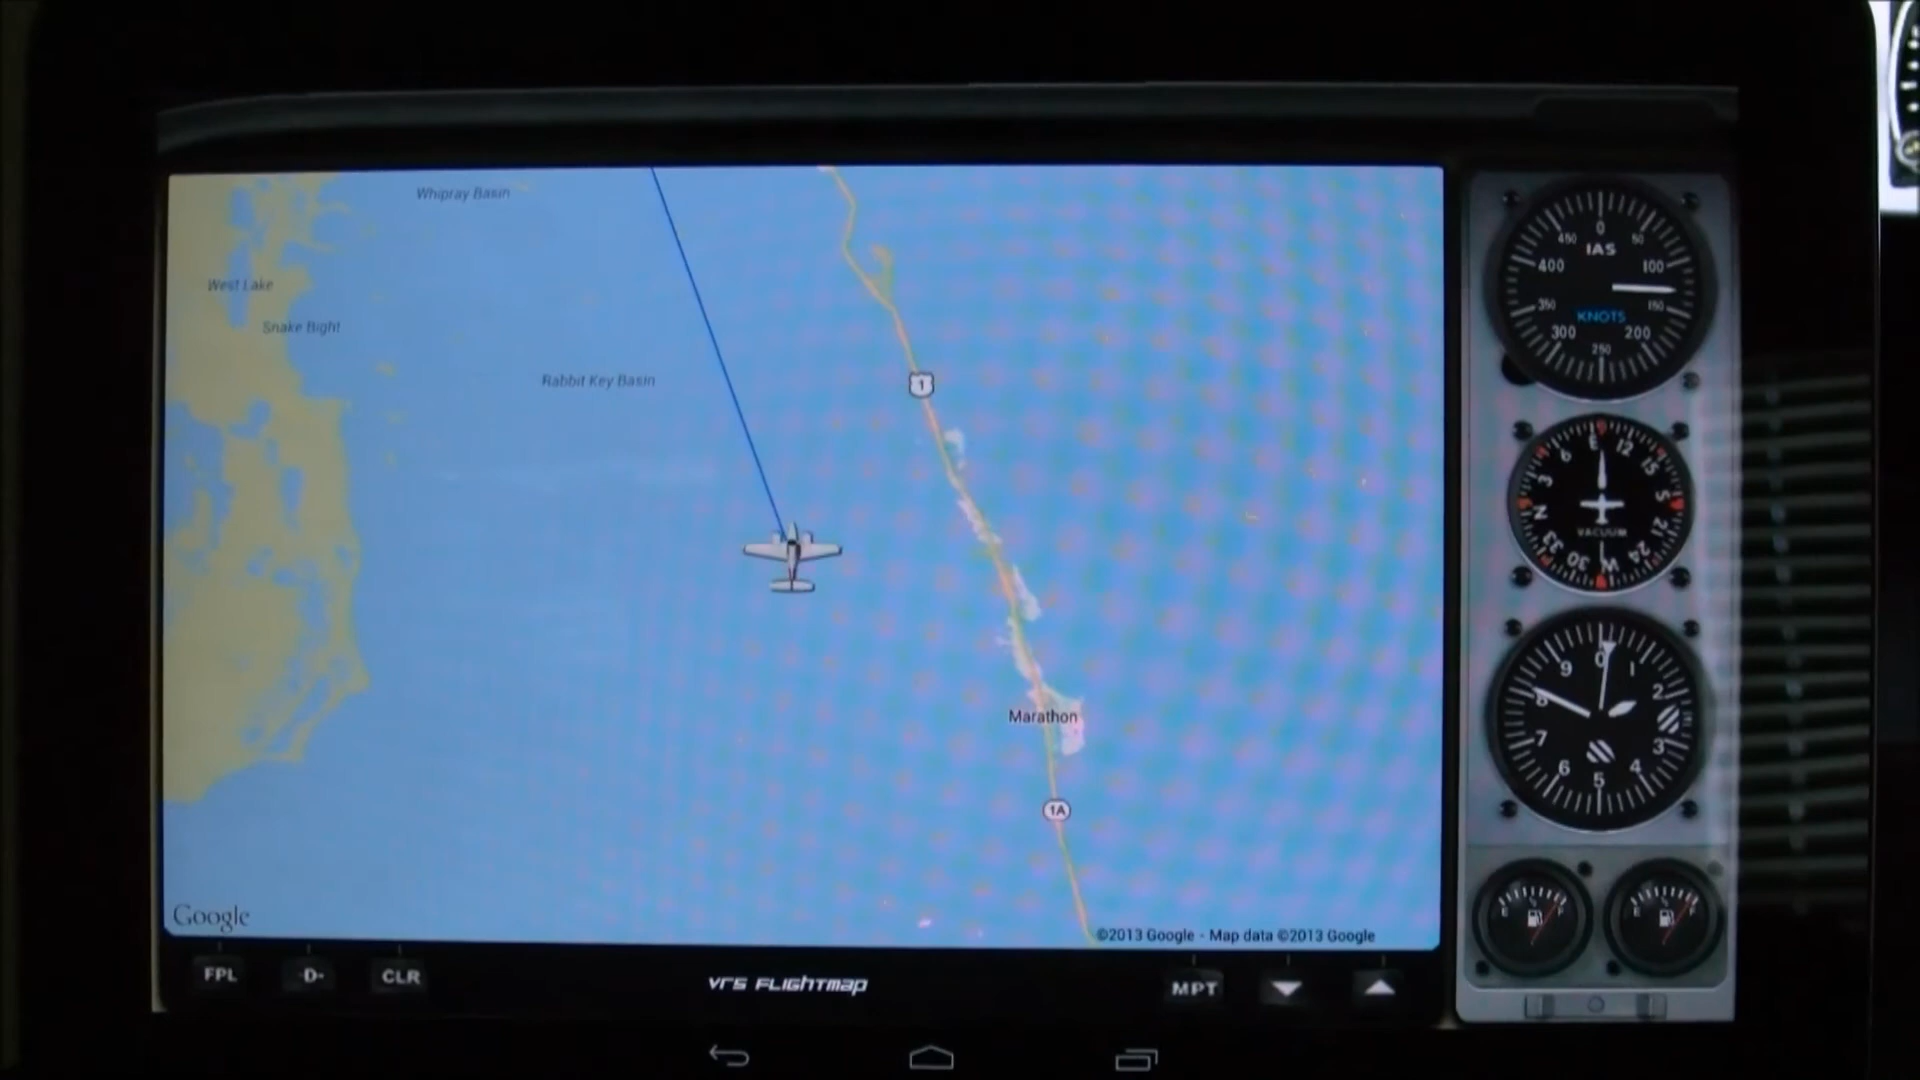 Whipray Basin
West Lake
Snake Bight
Rabbit Key Basin
1
Marathon
1A
Google
©2013 Google - Map data ©2013 Google
FPL
-D-
CLR
VRS FLIGHTMAP
MPT
0
50
100
150
200
250
300
350
400
450
IAS
KNOTS
E
12
15
S
21
24
W
30
33
N
3
6
VACUUM
0
1
2
3
4
5
6
7
8
9
E
F
E
F